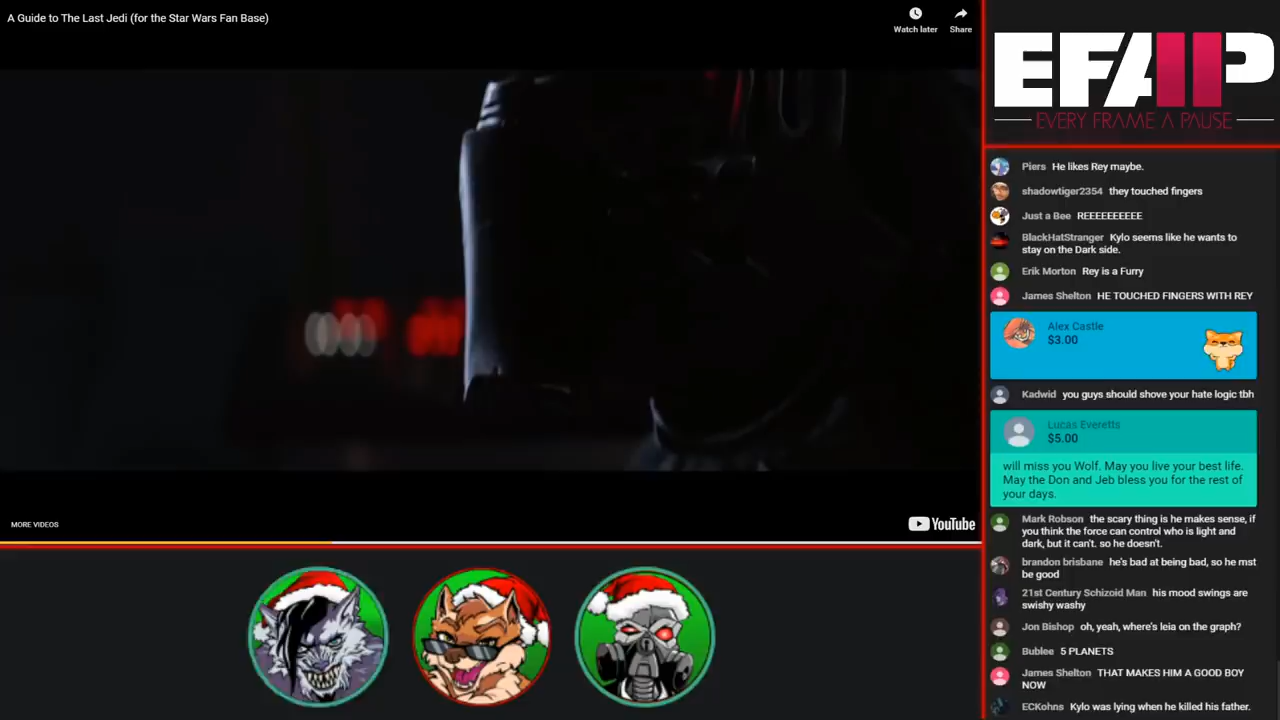 A Guide to The Last Jedi (for the Star Wars Fan Base)
Watch later
Share
MORE VIDEOS
YouTube
EFAP
EVERY FRAME A PAUSE
Piers He likes Rey maybe.
shadowtiger2354 they touched fingers
Just a Bee REEEEEEEEEE
BlackHatStranger Kylo seems like he wants to
stay on the Dark side.
Erik Morton Rey is a Furry
James Shelton HE TOUCHED FINGERS WITH REY
Alex Castle
$3.00
Kadwid you guys should shove your hate logic tbh
Lucas Everetts
$5.00
will miss you Wolf. May you live your best life.
May the Don and Jeb bless you for the rest of
your days.
Mark Robson the scary thing is he makes sense, if
you think the force can control who is light and
dark, but it can't. so he doesn't.
brandon brisbane he's bad at being bad, so he mst
be good
21st Century Schizoid Man his mood swings are
swishy washy
Jon Bishop oh, yeah, where's leia on the graph?
Bublee 5 PLANETS
James Shelton THAT MAKES HIM A GOOD BOY
NOW
ECKohns Kylo was lying when he killed his father.